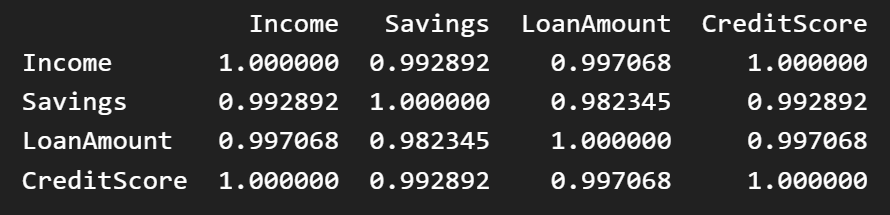 Income Savings LoanAmount CreditScore
Income 1.000000 0.992892 0.997068 1.000000
Savings 0.992892 1.000000 0.982345 0.992892
LoanAmount 0.997068 0.982345 1.000000 0.997068
CreditScore 1.000000 0.992892 0.997068 1.000000